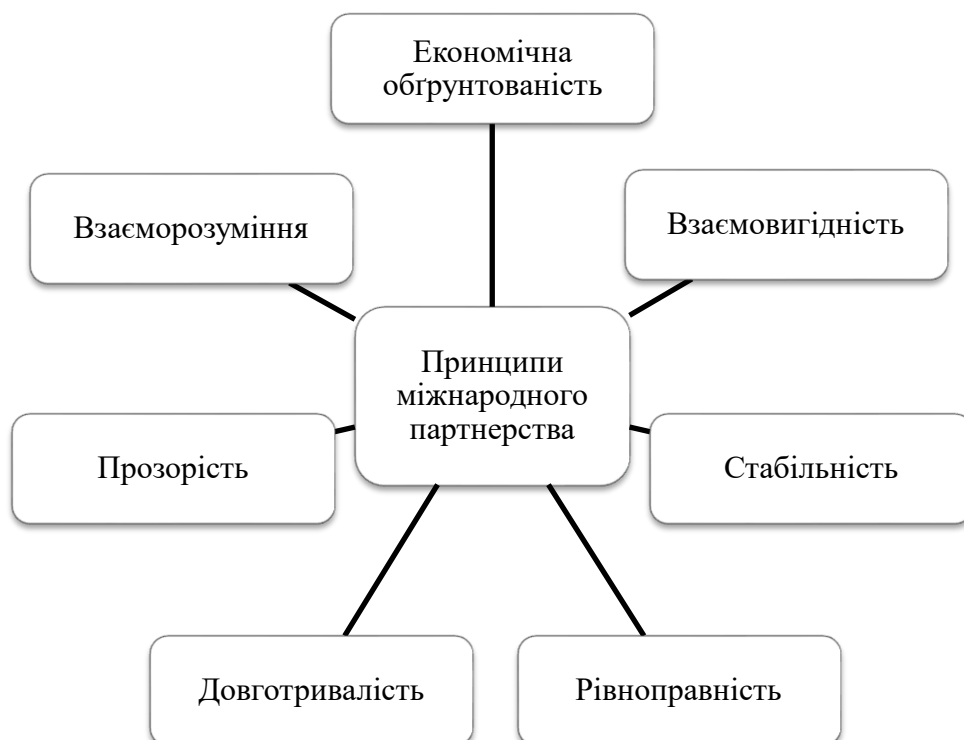 Економічна
обґрунтованість
Взаєморозуміння
Взаємовигідність
Принципи
міжнародного
партнерства
Прозорість
Стабільність
Довготривалість
Рівноправність